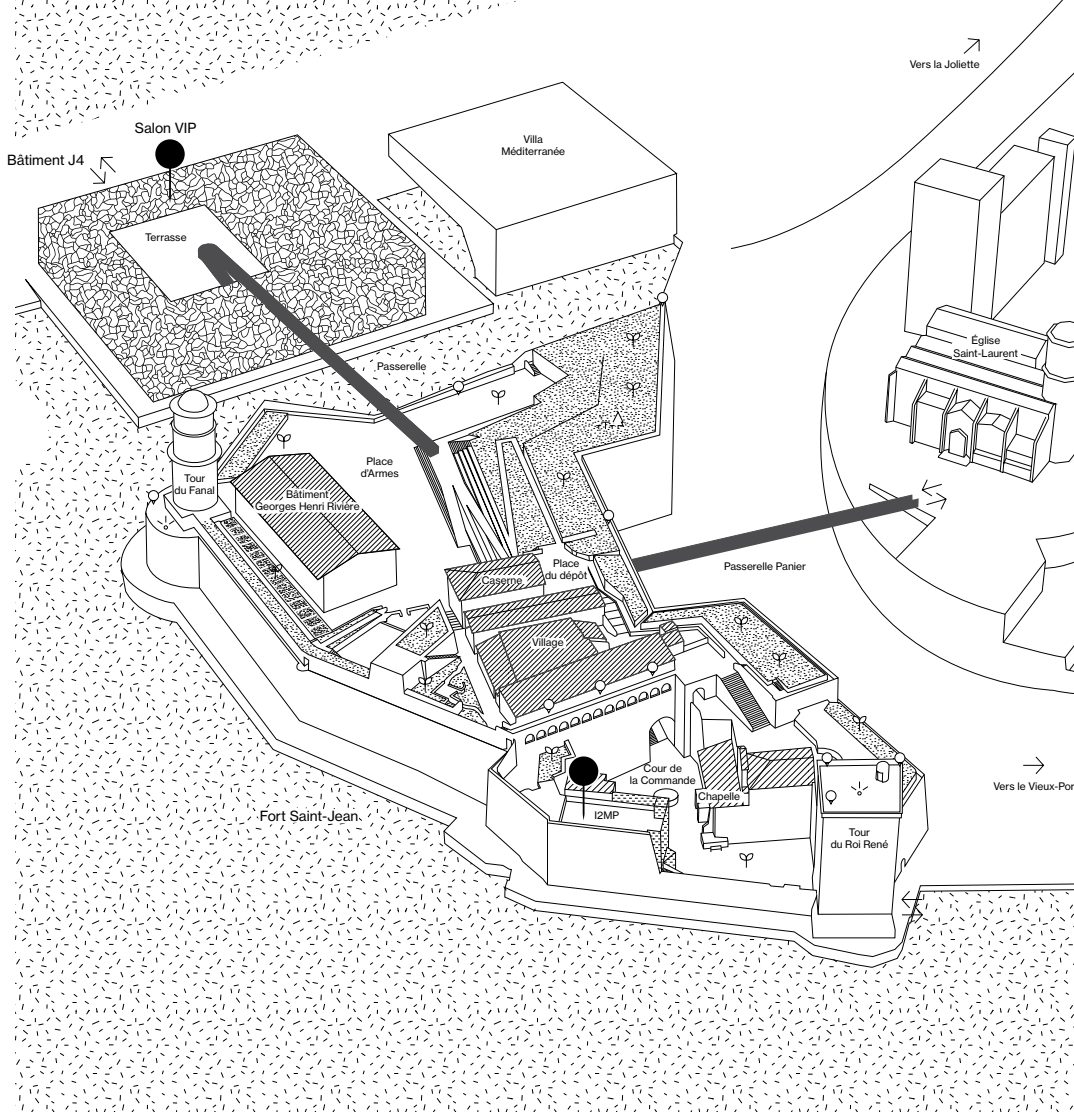 Vers la Joliette
Salon VIP
Bâtiment J4
Villa
Méditerranée
Terrasse
Église
Saint-Laurent
Passerelle
Place
d'Armes
Tour
du Fanal
Bâtiment
Georges Henri Rivière
Caserne
Place
du dépôt
Passerelle Panier
Village
Cour de
la Commande
Vers le Vieux-Por
Chapelle
I2MP
Fort Saint-Jean
Tour
du Roi René